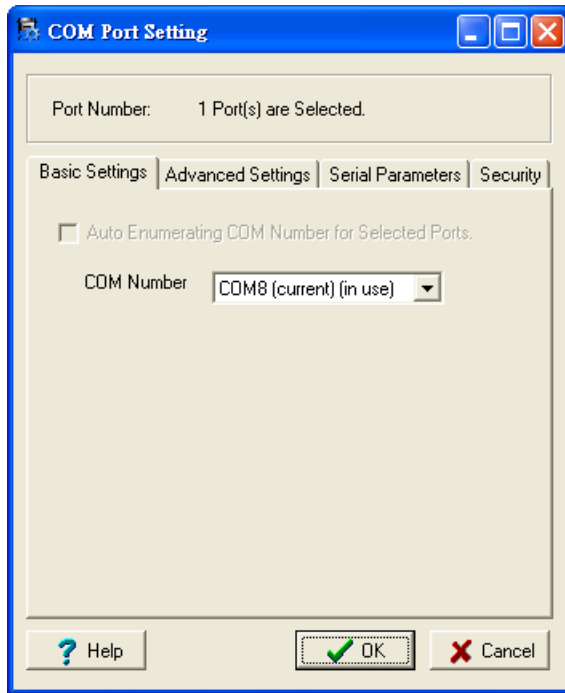 COM Port Setting
Port Number: 1 Port(s) are Selected.
Basic Settings Advanced Settings Serial Parameters Security
Auto Enumerating COM Number for Selected Ports.
COM Number COM8 (current) (in use)
? Help OK Cancel